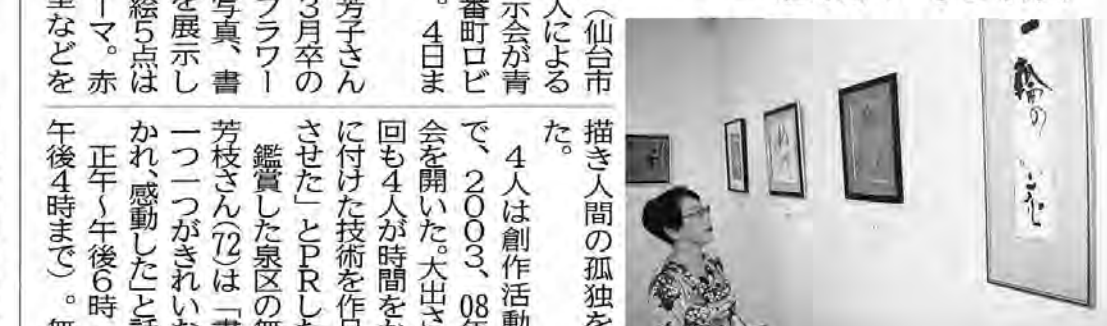 （仙台市
人による
示会が青
番町ロビ
。4日ま
芳子さん
3月卒の
フラワー
写真、書
を展示し
絵5点は
ーマ。赤
などを
描き人間の孤独を
た。
4人は創作活動
で、2003、08年
会を開いた。大出さ
回も4人が時間をか
に付けた技術を作品
させた」とPRした
鑑賞した泉区の無
芳枝さん(72)は「書
一つ一つがきれいな
かれ、感動した」と話
正午～午後6時
午後4時まで）。無
一輪の